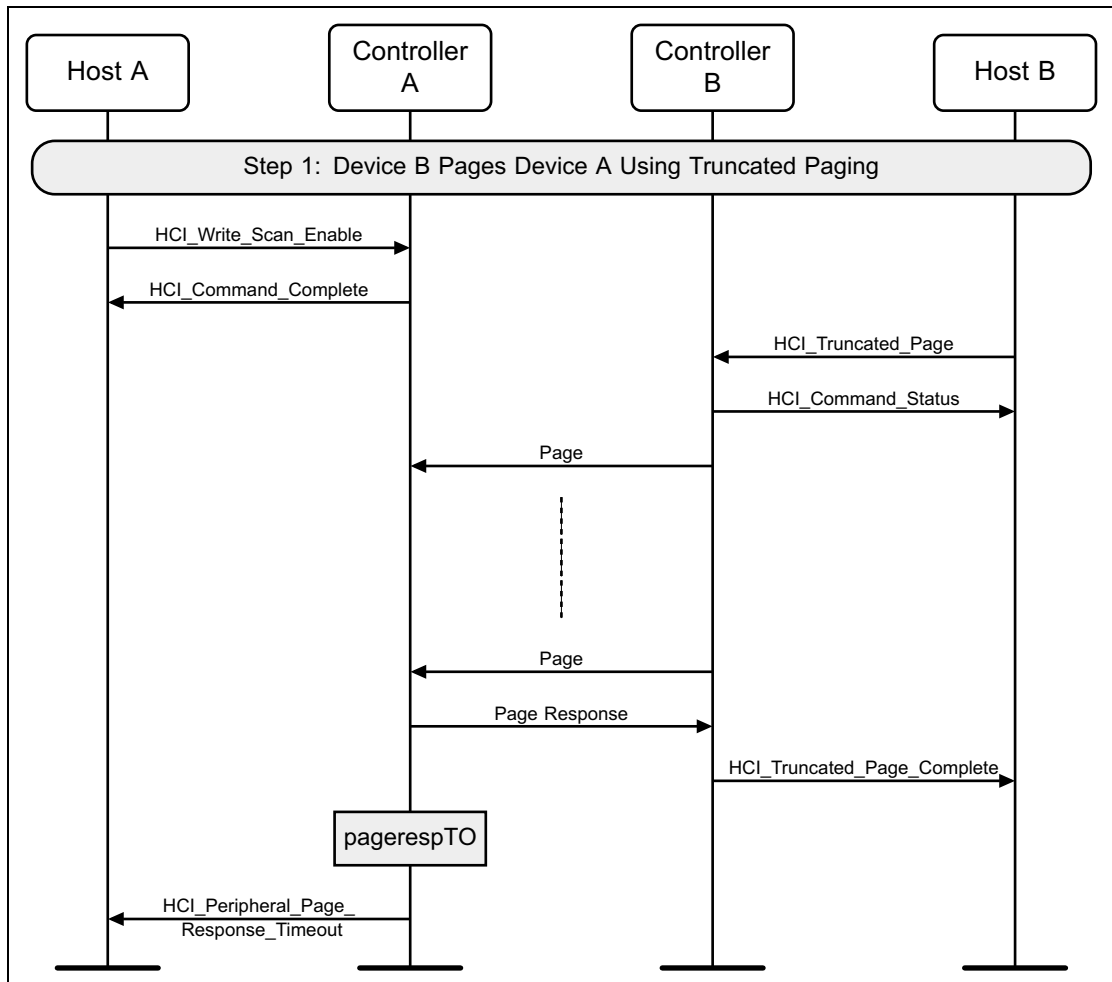 Host A
Controller
A
Controller
B
Host B
Step 1: Device B Pages Device A Using Truncated Paging
HCI_Write_Scan_Enable
HCI_Command_Complete
HCI_Truncated_Page
HCI_Command_Status
Page
Page
Page Response
HCI_Truncated_Page_Complete
pagerespTO
HCI_Peripheral_Page_
Response_Timeout